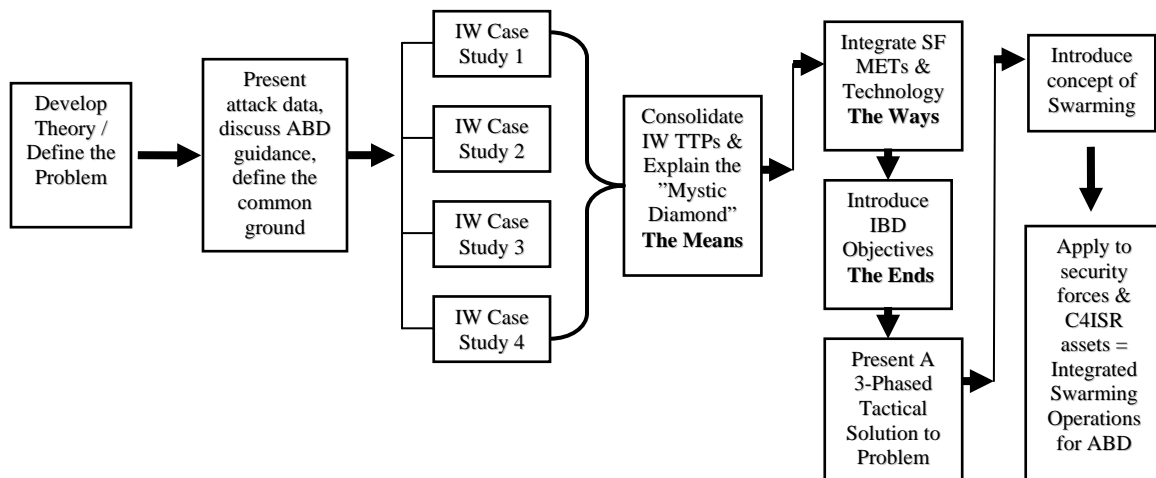 Develop
Theory /
Define the
Problem
Present
attack data,
discuss ABD
guidance,
define the
common
ground
IW Case
Study 1
IW Case
Study 2
IW Case
Study 3
IW Case
Study 4
Consolidate
IW TTPs &
Explain the
”Mystic
Diamond”
The Means
Integrate SF
METs &
Technology
The Ways
Introduce
IBD
Objectives
The Ends
Present A
3-Phased
Tactical
Solution to
Problem
Introduce
concept of
Swarming
Apply to
security
forces &
C4ISR
assets =
Integrated
Swarming
Operations
for ABD